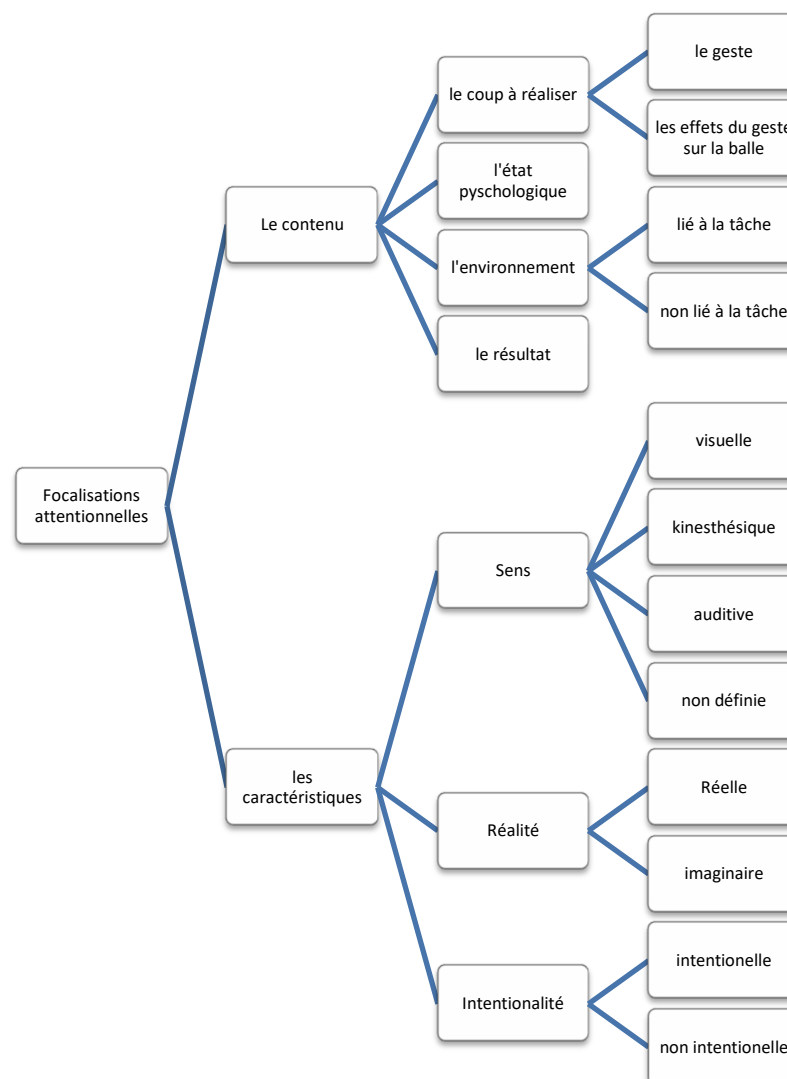 le geste
le coup à réaliser
les effets du geste
sur la balle
l'état
pyschologique
Le contenu
lié à la tâche
l'environnement
non lié à la tâche
le résultat
visuelle
Focalisations
attentionnelles
kinesthésique
Sens
auditive
non définie
les
caractéristiques
Réelle
Réalité
imaginaire
intentionelle
Intentionalité
non intentionelle